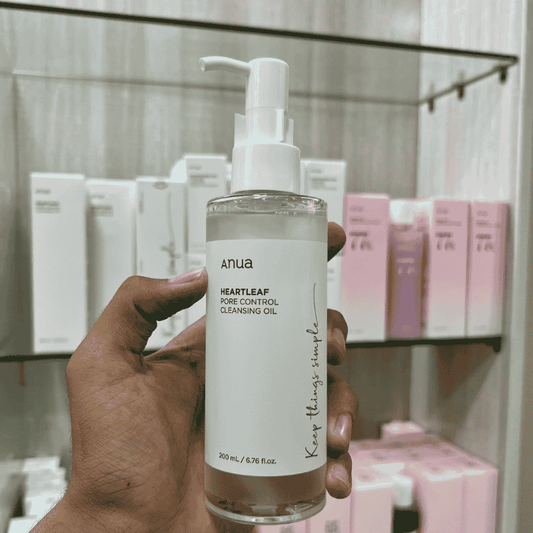 Anua
HEARTLEAF
PORE CONTROL
CLEANSING OIL
Keep things simple
200 mL / 6.76 fl.oz.